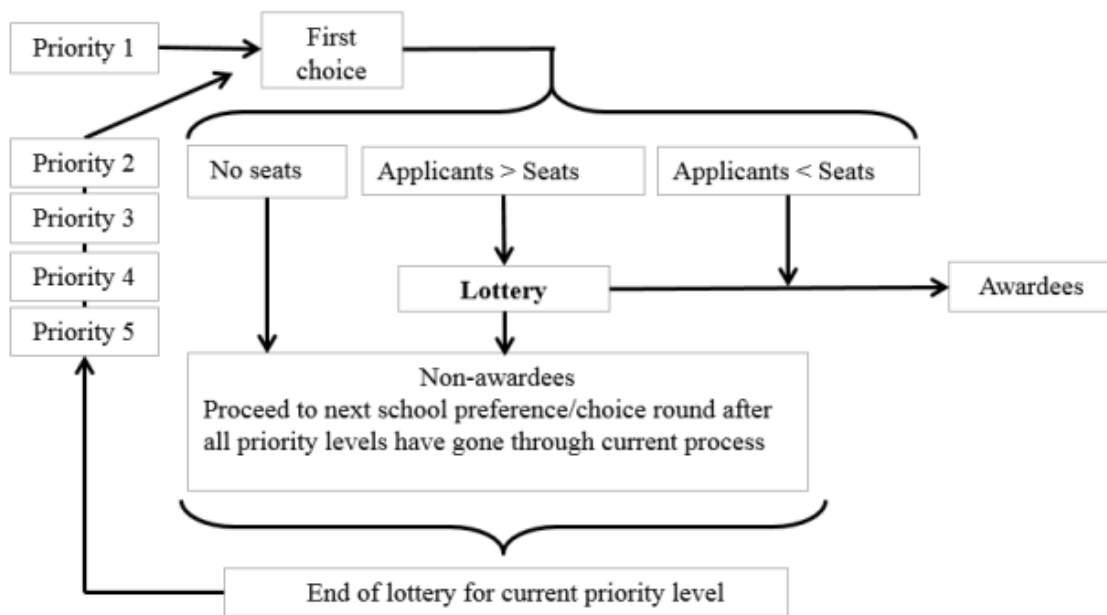 Priority 1
First
choice
Priority 2
Priority 3
Priority 4
Priority 5
No seats
Applicants > Seats
Applicants < Seats
Lottery
Awardees
Non-awardees
Proceed to next school preference/choice round after
all priority levels have gone through current process
End of lottery for current priority level